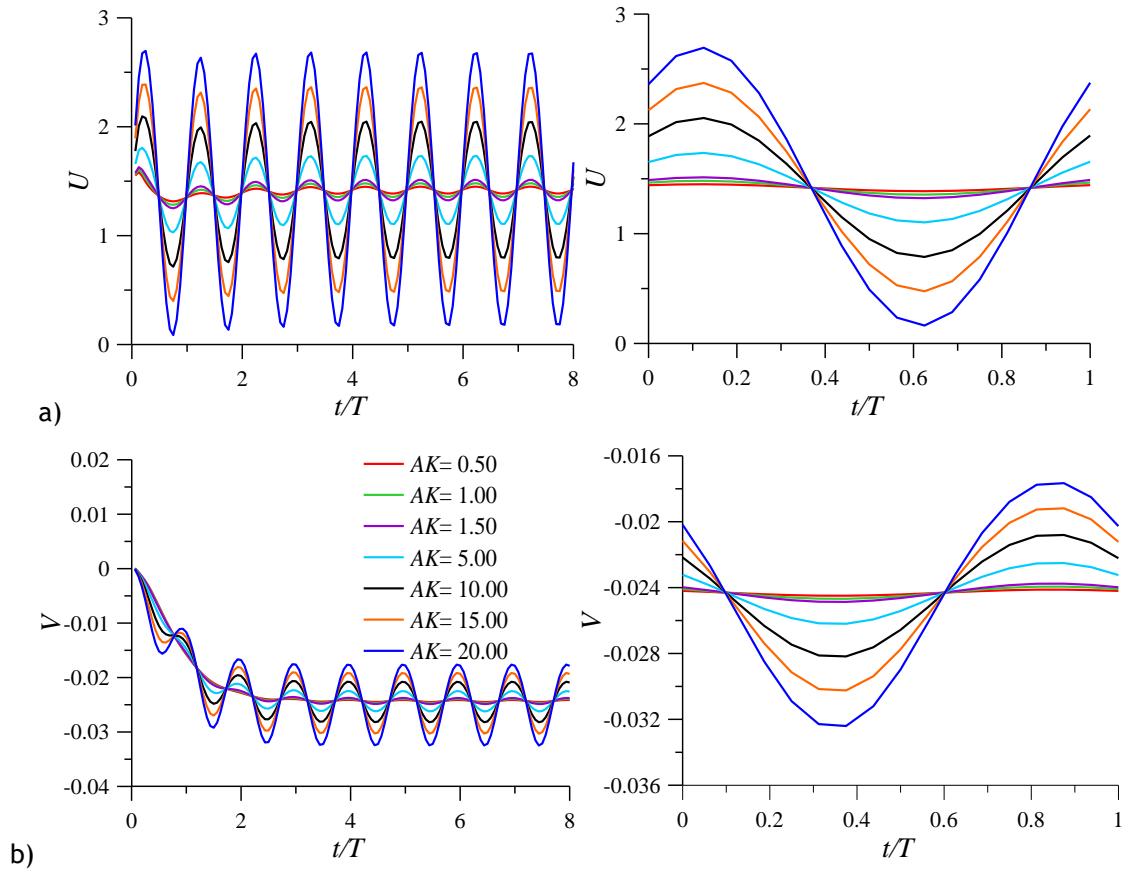 3
2
1
0
U
0
2
4
6
8
t/T
a)
3
2
1
0
U
0
0.2
0.4
0.6
0.8
1
t/T
0.02
0.01
0
-0.01
-0.02
-0.03
-0.04
V
0
2
4
6
8
t/T
b)
AK= 0.50
AK= 1.00
AK= 1.50
AK= 5.00
AK= 10.00
AK= 15.00
AK= 20.00
-0.016
-0.02
-0.024
-0.028
-0.032
-0.036
V
0
0.2
0.4
0.6
0.8
1
t/T